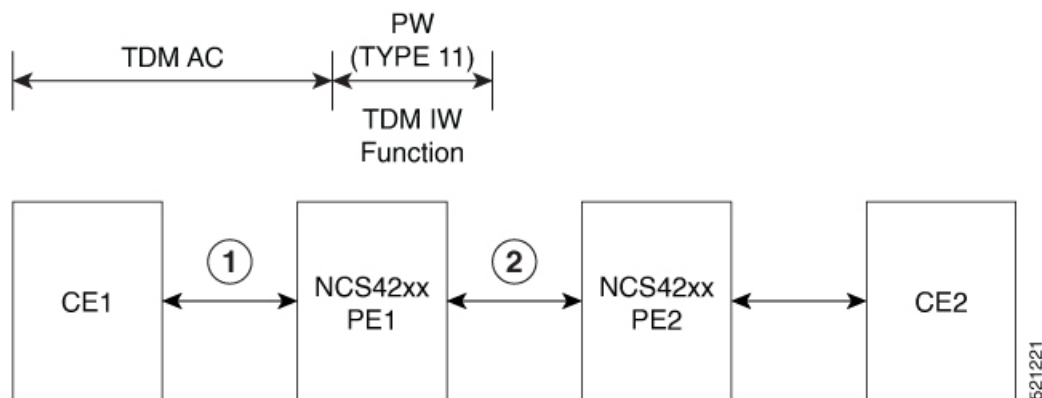 TDM AC
PW
(TYPE 11)
TDM IW
Function
1
2
CE1
NCS42xx
PE1
NCS42xx
PE2
CE2
521221